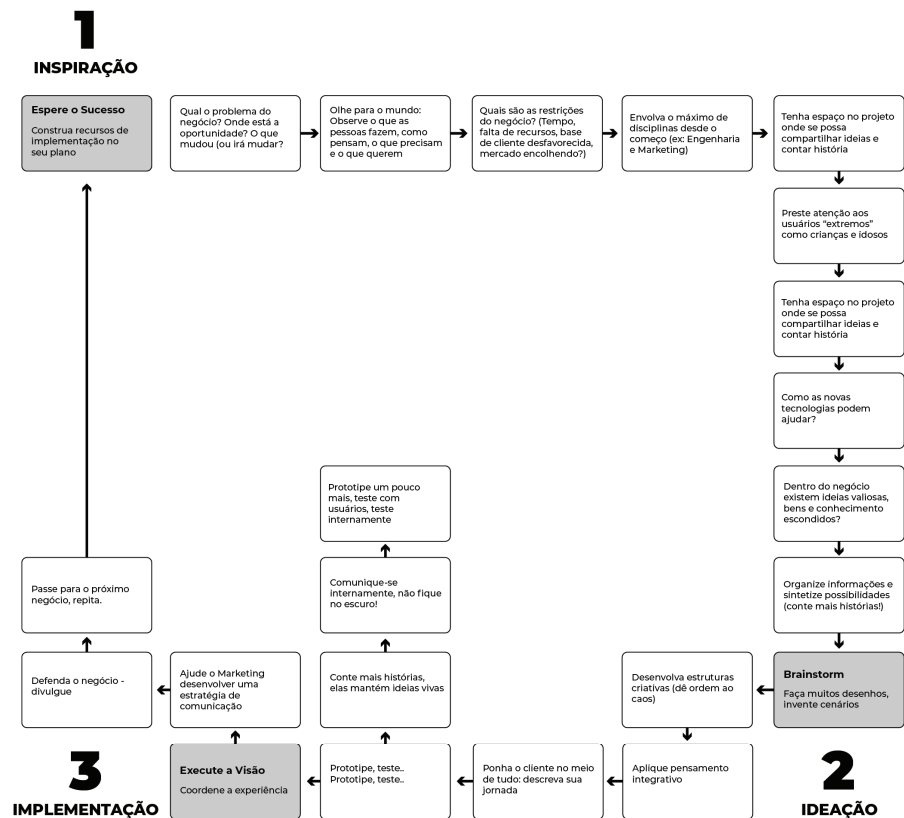 1
INSPIRAÇÃO
Espere o Sucesso
Construa recursos de
implementação no
seu plano
Qual o problema do
negócio? Onde está a
oportunidade? O que
mudou (ou irá mudar?
Olhe para o mundo:
Observe o que as
pessoas fazem, como
pensam, o que precisam
e o que querem
Quais são as restrições
do negócio? (Tempo,
falta de recursos, base
de cliente desfavorecida,
mercado encolhendo?)
Envolva o máximo de
disciplinas desde o
começo (ex: Engenharia
e Marketing)
Tenha espaço no projeto
onde se possa
compartilhar ideias e
contar história
Preste atenção aos
usuários “extremos”
como crianças e idosos
Tenha espaço no projeto
onde se possa
compartilhar ideias e
contar história
Como as novas
tecnologias podem
ajudar?
Dentro do negócio
existem ideias valiosas,
bens e conhecimento
escondidos?
Organize informações e
sintetize possibilidades
(conte mais histórias!)
Brainstorm
Faça muitos desenhos,
invente cenários
2
IDEAÇÃO
Desenvolva estruturas
criativas (dê ordem ao
caos)
Aplique pensamento
integrativo
Ponha o cliente no meio
de tudo: descreva sua
jornada
Prototipe, teste..
Prototipe, teste..
Conte mais histórias,
elas mantém ideias vivas
Comunique-se
internamente, não fique
no escuro!
Prototipe um pouco
mais, teste com
usuários, teste
internamente
Execute a Visão
Coordene a experiência
3
IMPLEMENTAÇÃO
Ajude o Marketing
desenvolver uma
estratégia de
comunicação
Defenda o negócio -
divulgue
Passe para o próximo
negócio, repita.